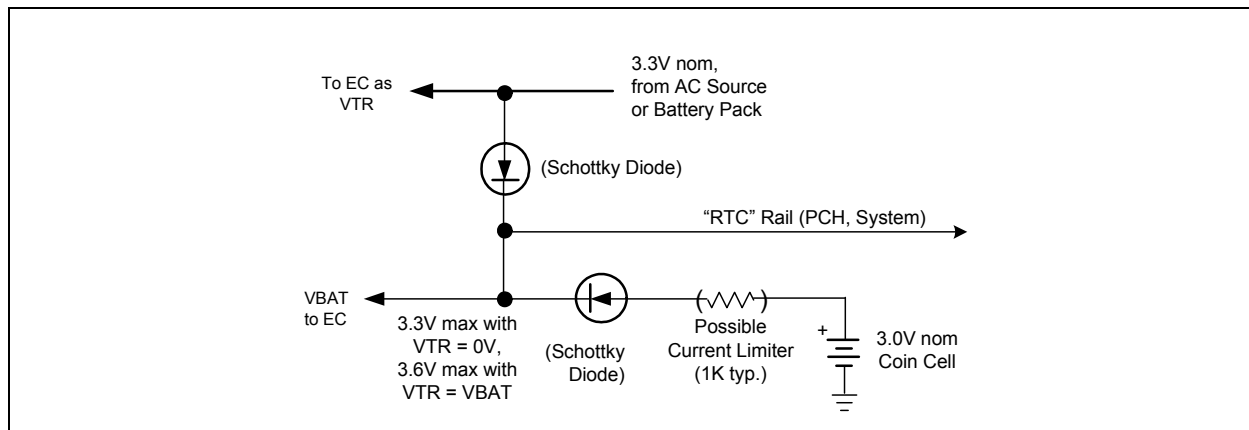 To EC as
VTR
3.3V nom,
from AC Source
or Battery Pack
(Schottky Diode)
“RTC” Rail (PCH, System)
VBAT
to EC
3.3V max with
VTR = 0V,
3.6V max with
VTR = VBAT
(Schottky
Diode)
( )
Possible
Current Limiter
(1K typ.)
+
3.0V nom
Coin Cell